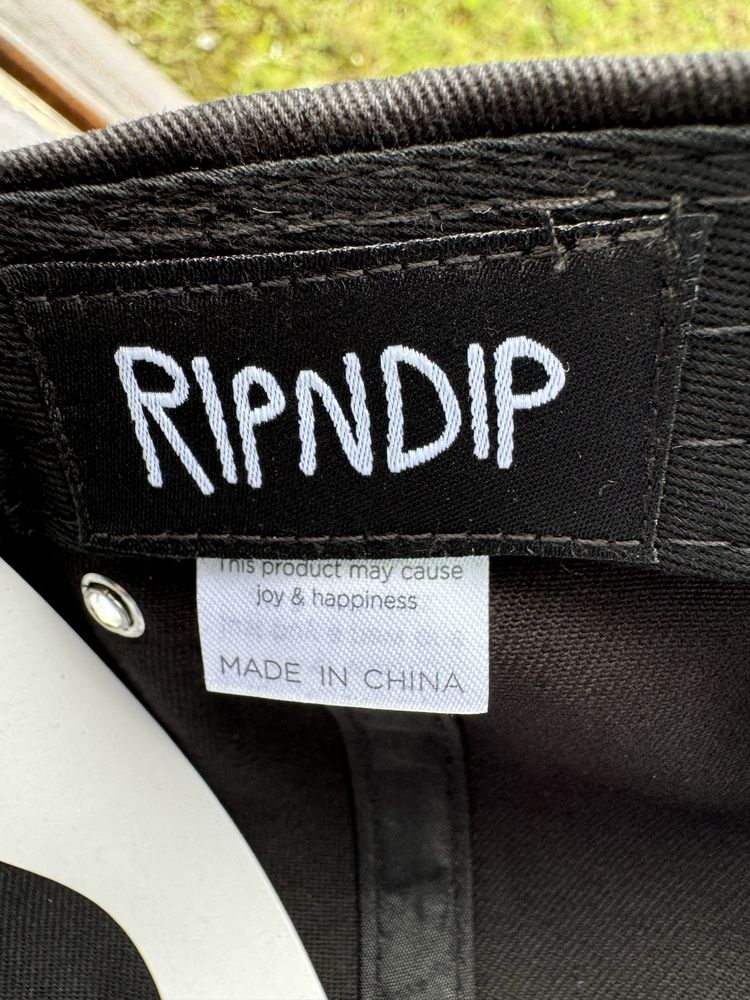 RIPNDIP
This product may cause
joy & happiness
MADE IN CHINA